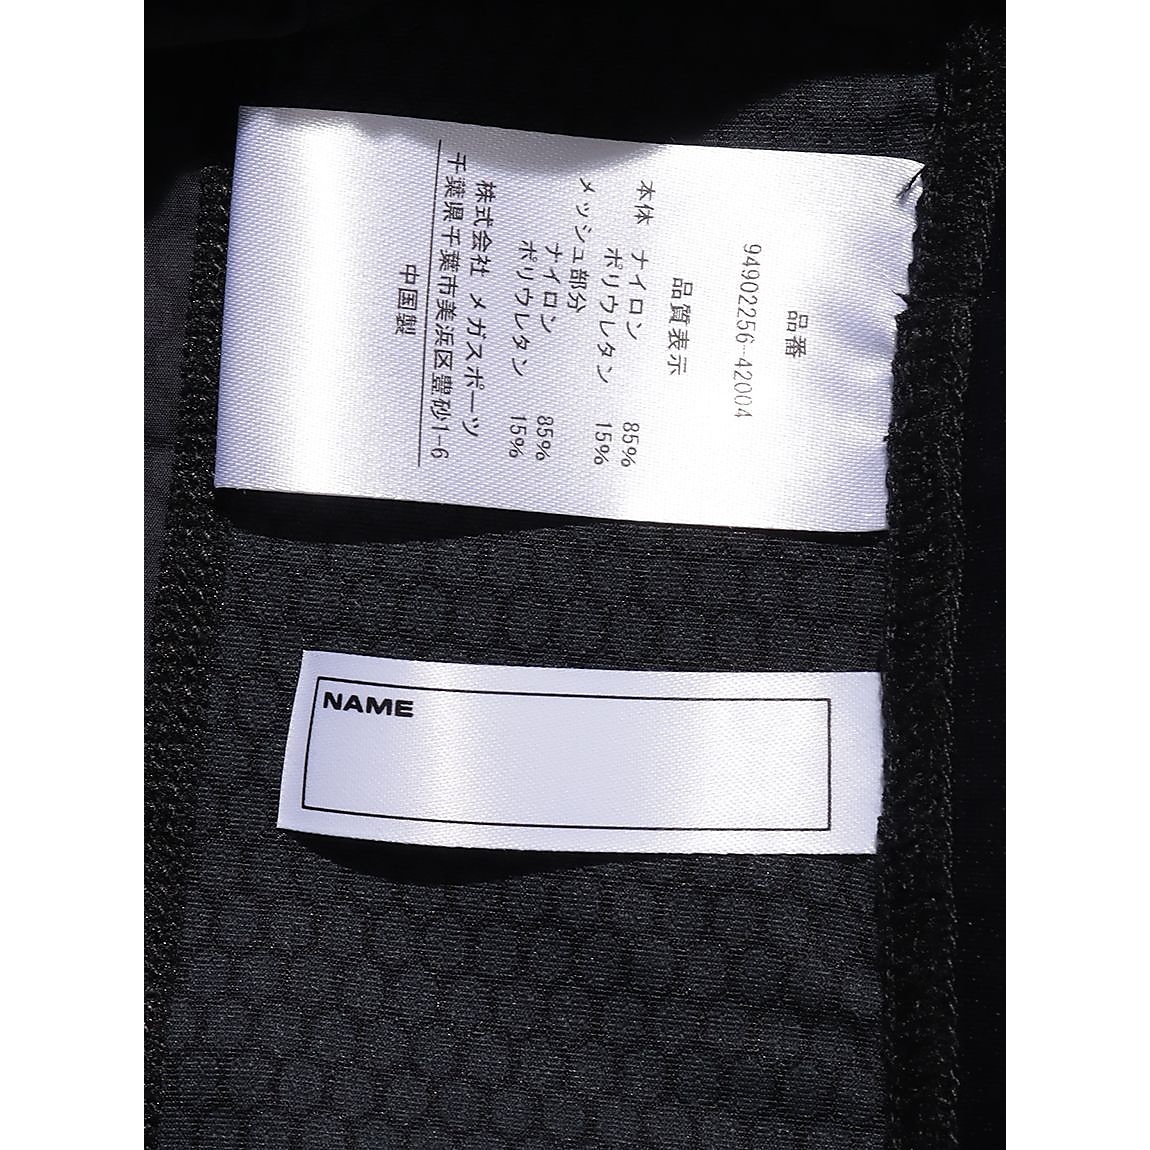 品番
94902256-42004
品質表示
本体 ナイロン 85%
ポリウレタン 15%
メッシュ部分
ナイロン 85%
ポリウレタン 15%
株式会社 メガスポーツ
千葉県千葉市美浜区豊砂1-6
中国製
NAME